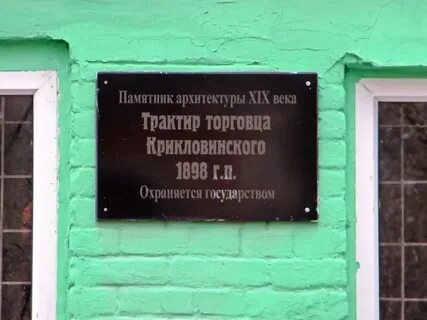 Памятник архитектуры XIX века
Трактир торговца
Крикловинского
1898 г.п.
Охраняется государством